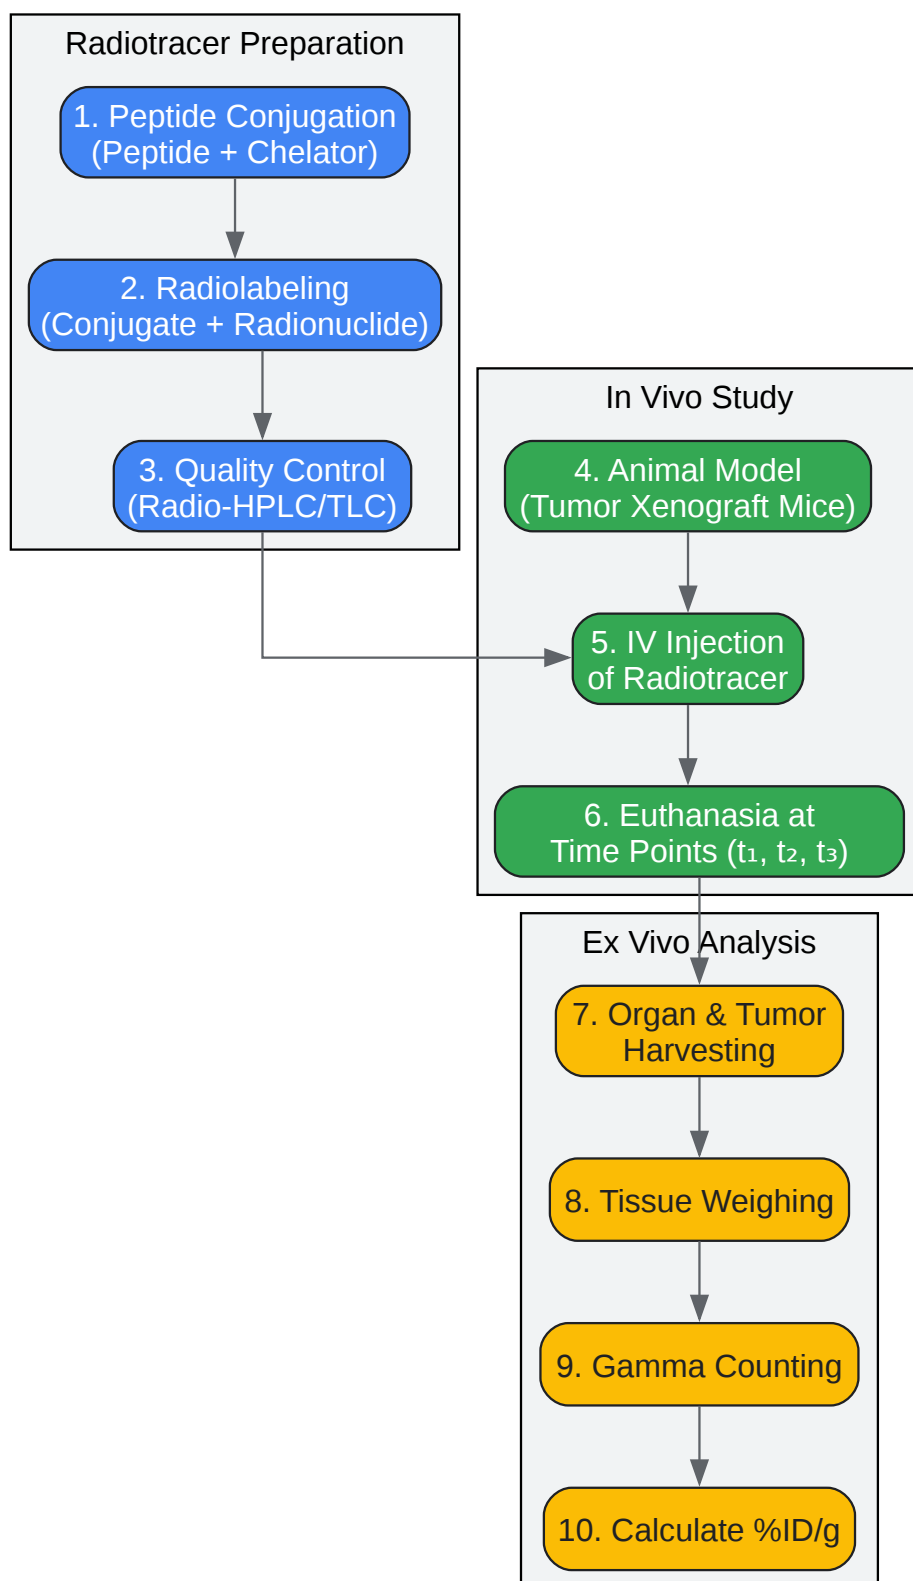 Radiotracer Preparation
1. Peptide Conjugation
(Peptide + Chelator)
2. Radiolabeling
(Conjugate + Radionuclide)
3. Quality Control
(Radio-HPLC/TLC)
In Vivo Study
4. Animal Model
(Tumor Xenograft Mice)
5. IV Injection
of Radiotracer
6. Euthanasia at
Time Points (t₁, t₂, t₃)
Ex Vivo Analysis
7. Organ & Tumor
Harvesting
8. Tissue Weighing
9. Gamma Counting
10. Calculate %ID/g